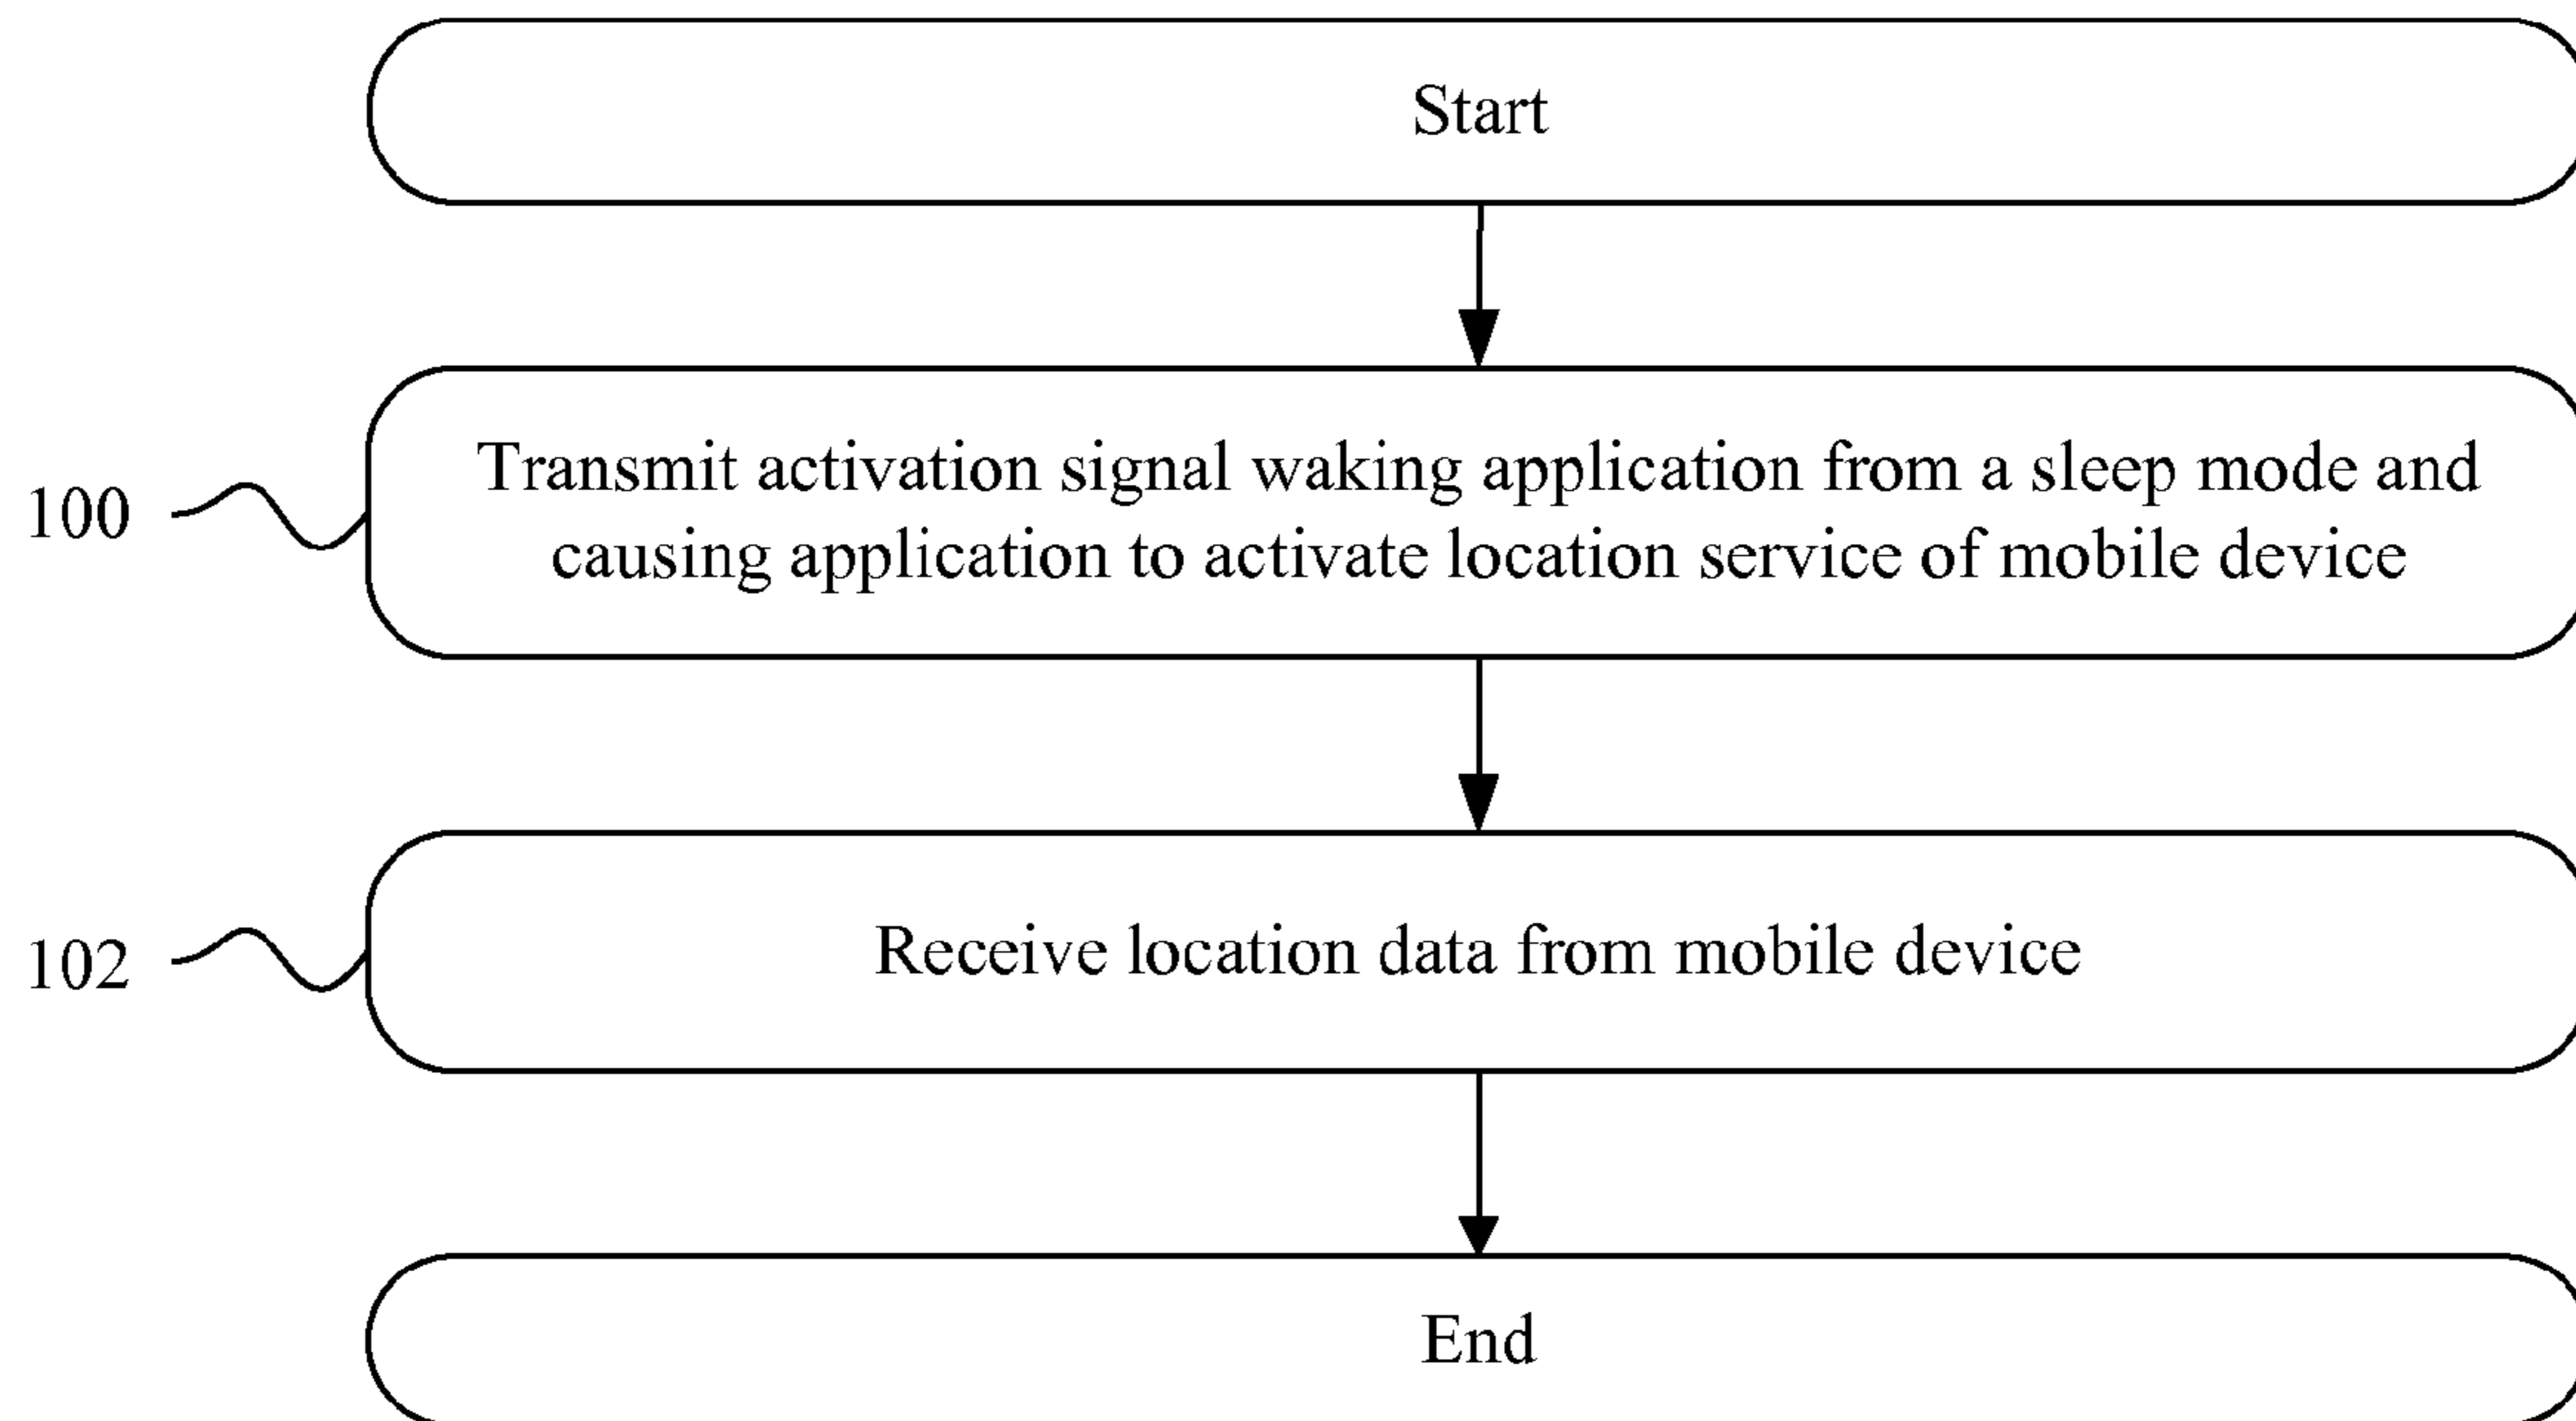 Start
100
Transmit activation signal waking application from a sleep mode and
causing application to activate location service of mobile device
102
Receive location data from mobile device
End